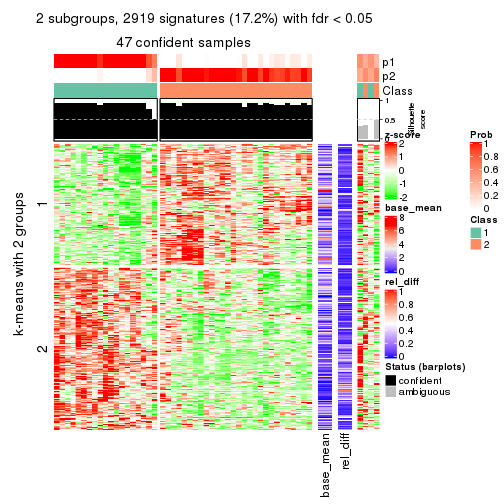 2 subgroups, 2919 signatures (17.2%) with fdr < 0.05
47 confident samples
p1
p2
Class
1
0.5
0
Silhouette
score
k-means with 2 groups
1
2
base_mean
rel_diff
z-score
2
1
0
-1
-2
base_mean
8
6
4
2
0
rel_diff
1
0.8
0.6
0.4
0.2
0
Status (barplots)
confident
ambiguous
Prob
1
0.8
0.6
0.4
0.2
0
Class
1
2